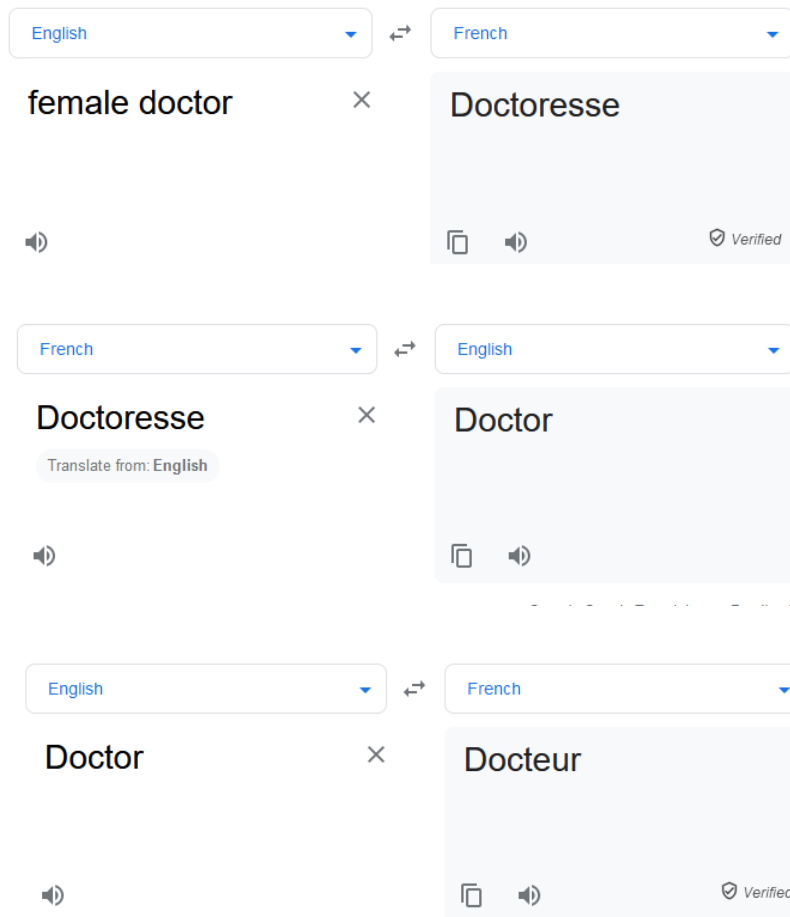 English French
female doctor Doctoresse
Verified
French English
Doctoresse Doctor
Translate from: English
English French
Doctor Docteur
Verified